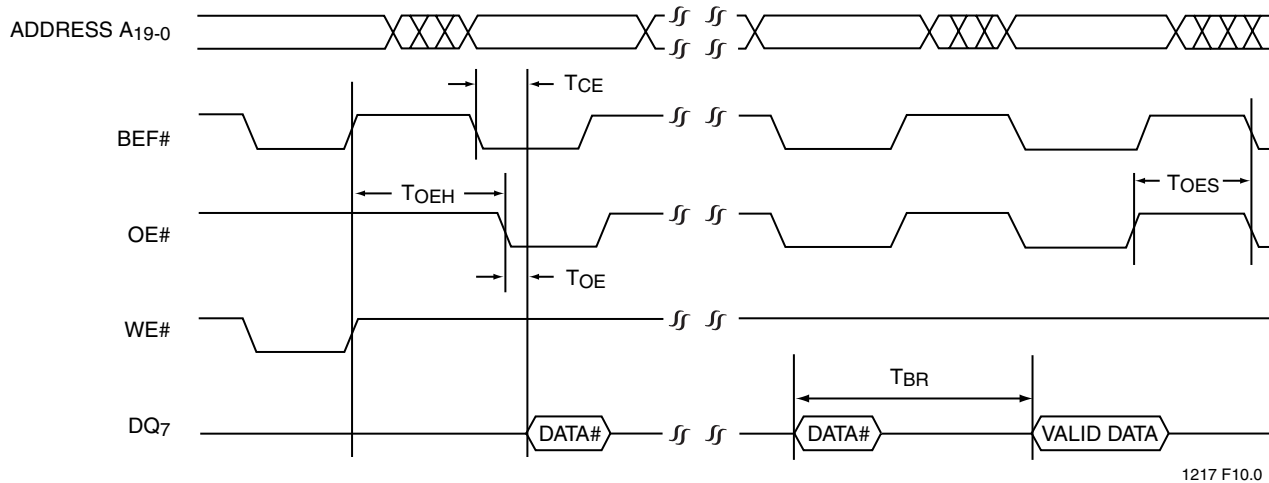 ADDRESS A19-0
TCE
BEF#
TOEH
TOES
OE#
TOE
WE#
TBR
DQ7
DATA#
DATA#
VALID DATA
1217 F10.0